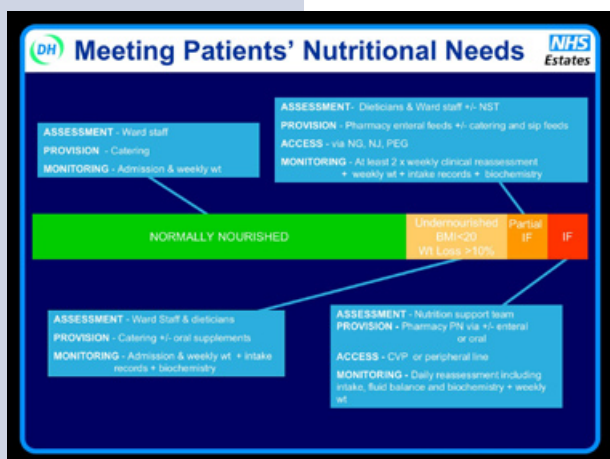 DH
Meeting Patients' Nutritional Needs
NHS
Estates
ASSESSMENT - Ward staff
PROVISION - Catering
MONITORING - Admission & weekly wt
ASSESSMENT- Dieticians & Ward staff +/- NST
PROVISION - Pharmacy enteral feeds +/- catering and sip feeds
ACCESS - via NG, NJ, PEG
MONITORING - At least 2 x weekly clinical reassessment
+ weekly wt + intake records + biochemistry
NORMALLY NOURISHED
Undernourished
BMI<20
Wt Loss >10%
Partial
IF
IF
ASSESSMENT - Ward Staff & dieticians
PROVISION - Catering +/- oral supplements
MONITORING - Admission & weekly wt + intake
records + biochemistry
ASSESSMENT - Nutrition support team
PROVISION - Pharmacy PN via +/- enteral
or oral
ACCESS - CVP or peripheral line
MONITORING - Daily reassessment including
intake, fluid balance and biochemistry + weekly
wt